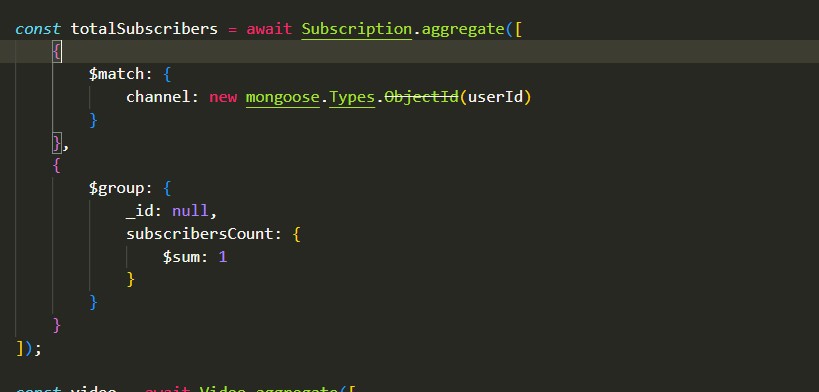 const totalSubscribers = await Subscription.aggregate([
{
$match: {
channel: new mongoose.Types.ObjectId(userId)
}
},
{
$group: {
_id: null,
subscribersCount: {
$sum: 1
}
}
}
]);
const video = await Video.aggregate([